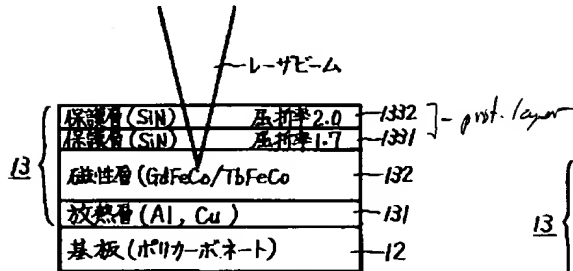 レーザビーム
保護層(SiN) 屈折率2.0 1332
保護層(SiN) 屈折率1.7 1331
prot. layer
磁性層(GdFeCo/TbFeCo 132
放熱層(Al, Cu) 131
基板(ポリカーボネート) 12
13
13